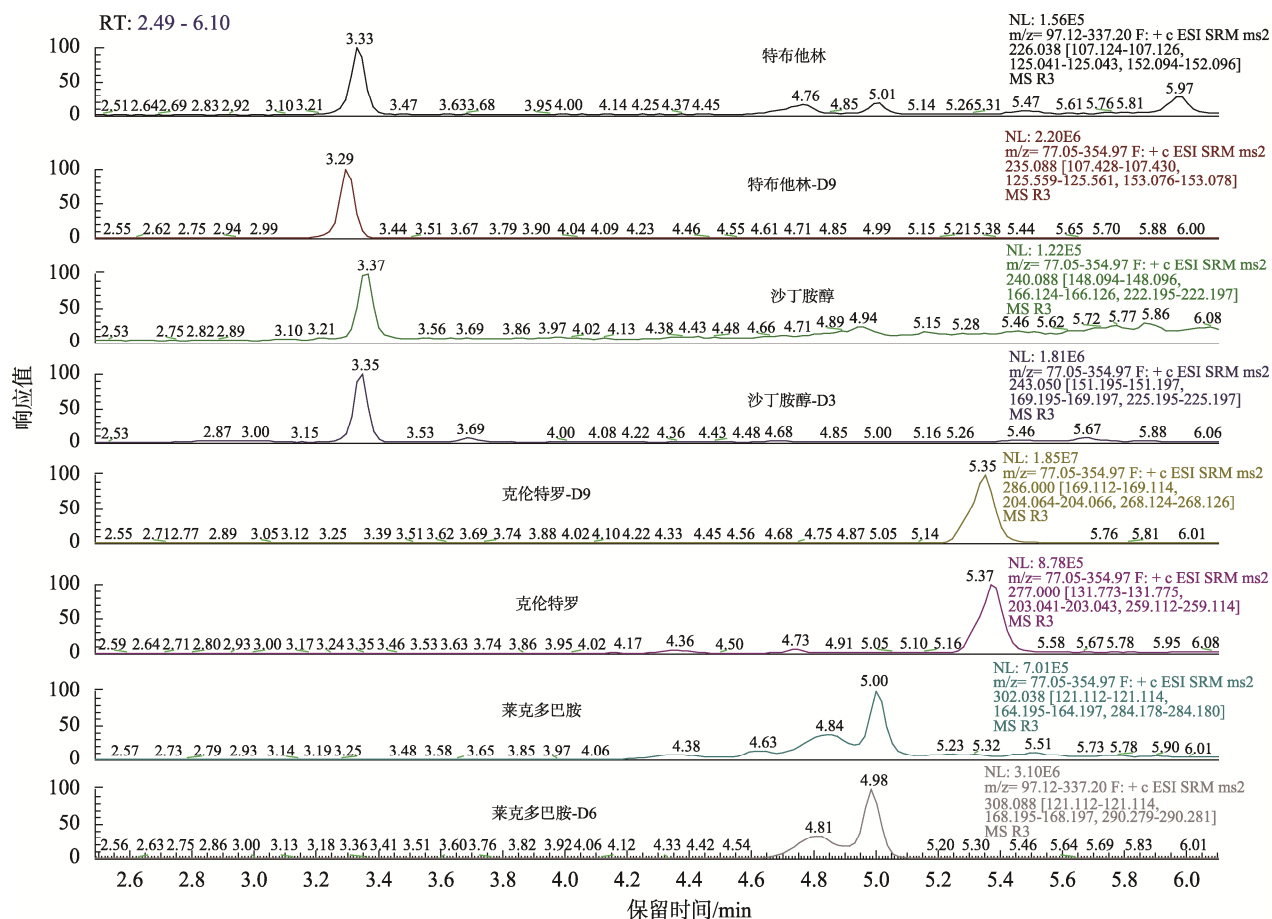 RT: 2.49 - 6.10
NL: 1.56E5
m/z= 97.12-337.20 F: + c ESI SRM ms2
226.038 [107.124-107.126,
125.041-125.043, 152.094-152.096]
MS R3
特布他林
100
50
0
3.33
2.51 2.64 2.69 2.83 2.92 3.10 3.21 3.47 3.63 3.68 3.95 4.00 4.14 4.25 4.37 4.45 4.76 4.85 5.01 5.14 5.26 5.31 5.47 5.61 5.76 5.81 5.97
NL: 2.20E6
m/z= 77.05-354.97 F: + c ESI SRM ms2
235.088 [107.428-107.430,
125.559-125.561, 153.076-153.078]
MS R3
特布他林-D9
100
50
0
3.29
2.55 2.62 2.75 2.94 2.99 3.44 3.51 3.67 3.79 3.90 4.04 4.09 4.23 4.46 4.55 4.61 4.71 4.85 4.99 5.15 5.21 5.38 5.44 5.65 5.70 5.88 6.00
NL: 1.22E5
m/z= 77.05-354.97 F: + c ESI SRM ms2
240.088 [148.094-148.096,
166.124-166.126, 222.195-222.197]
MS R3
沙丁胺醇
100
50
0
3.37
2.53 2.75 2.82 2.89 3.10 3.21 3.56 3.69 3.86 3.97 4.02 4.13 4.38 4.43 4.48 4.66 4.71 4.89 4.94 5.15 5.28 5.46 5.62 5.72 5.77 5.86 6.08
NL: 1.81E6
m/z= 77.05-354.97 F: + c ESI SRM ms2
243.050 [151.195-151.197,
169.195-169.197, 225.195-225.197]
MS R3
沙丁胺醇-D3
100
50
0
3.35
2.53 2.87 3.00 3.15 3.53 3.69 4.00 4.08 4.22 4.36 4.43 4.48 4.68 4.85 5.00 5.16 5.26 5.46 5.67 5.88 6.06
响应值
NL: 1.85E7
m/z= 77.05-354.97 F: + c ESI SRM ms2
286.000 [169.112-169.114,
204.064-204.066, 268.124-268.126]
MS R3
克伦特罗-D9
100
50
0
5.35
2.55 2.71 2.77 2.89 3.05 3.12 3.25 3.39 3.51 3.62 3.69 3.74 3.88 4.02 4.10 4.22 4.33 4.45 4.56 4.68 4.75 4.87 5.05 5.14 5.76 5.81 6.01
NL: 8.78E5
m/z= 77.05-354.97 F: + c ESI SRM ms2
277.000 [131.773-131.775,
203.041-203.043, 259.112-259.114]
MS R3
克伦特罗
100
50
0
5.37
2.59 2.64 2.71 2.80 2.93 3.00 3.17 3.24 3.35 3.46 3.53 3.63 3.74 3.86 3.95 4.02 4.17 4.36 4.50 4.73 4.91 5.05 5.10 5.16 5.58 5.67 5.78 5.95 6.08
NL: 7.01E5
m/z= 77.05-354.97 F: + c ESI SRM ms2
302.038 [121.112-121.114,
164.195-164.197, 284.178-284.180]
MS R3
莱克多巴胺
100
50
0
5.00
2.57 2.73 2.79 2.93 3.14 3.19 3.25 3.48 3.58 3.65 3.85 3.97 4.06 4.38 4.63 4.84 5.23 5.32 5.51 5.73 5.78 5.90 6.01
NL: 3.10E6
m/z= 97.12-337.20 F: + c ESI SRM ms2
308.088 [121.112-121.114,
168.195-168.197, 290.279-290.281]
MS R3
莱克多巴胺-D6
100
50
0
4.98
2.56 2.63 2.75 2.86 3.00 3.13 3.18 3.36 3.41 3.51 3.60 3.76 3.82 3.92 4.06 4.12 4.33 4.42 4.54 4.81 5.20 5.30 5.46 5.64 5.69 5.83 6.01
2.6 2.8 3.0 3.2 3.4 3.6 3.8 4.0 4.2 4.4 4.6 4.8 5.0 5.2 5.4 5.6 5.8 6.0
保留时间/min